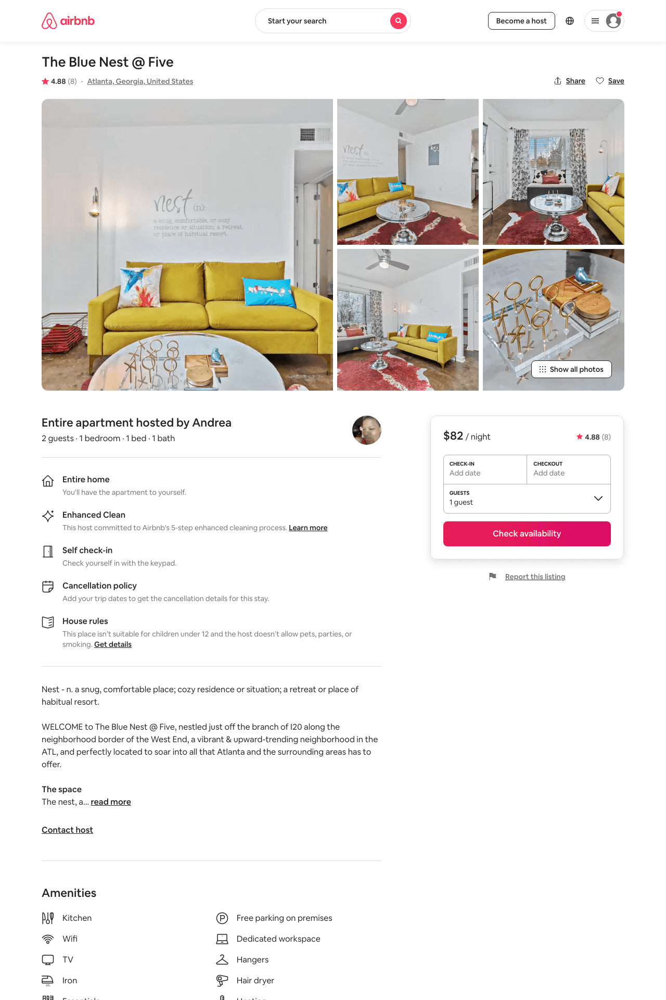 airbnb
Start your search
Become a host
The Blue Nest @ Five
4.88 (8) · Atlanta, Georgia, United States
Share
Save
nest (n):
a snug, comfortable, or cozy
residence or situation; a retreat,
or place of habitual resort.
nest
Show all photos
Entire apartment hosted by Andrea
2 guests · 1 bedroom · 1 bed · 1 bath
Entire home
You’ll have the apartment to yourself.
Enhanced Clean
This host committed to Airbnb's 5-step enhanced cleaning process. Learn more
Self check-in
Check yourself in with the keypad.
Cancellation policy
Add your trip dates to get the cancellation details for this stay.
House rules
This place isn’t suitable for children under 12 and the host doesn’t allow pets, parties, or
smoking. Get details
$82 / night
4.88 (8)
CHECK-IN
Add date
CHECKOUT
Add date
GUESTS
1 guest
Check availability
Report this listing
Nest - n. a snug, comfortable place; cozy residence or situation; a retreat or place of
habitual resort.
WELCOME to The Blue Nest @ Five, nestled just off the branch of I20 along the
neighborhood border of the West End, a vibrant & upward-trending neighborhood in the
ATL, and perfectly located to soar into all that Atlanta and the surrounding areas has to
offer.
The space
The nest, a... read more
Contact host
Amenities
Kitchen
Free parking on premises
Wifi
Dedicated workspace
TV
Hangers
Iron
Hair dryer
Essentials
Heating